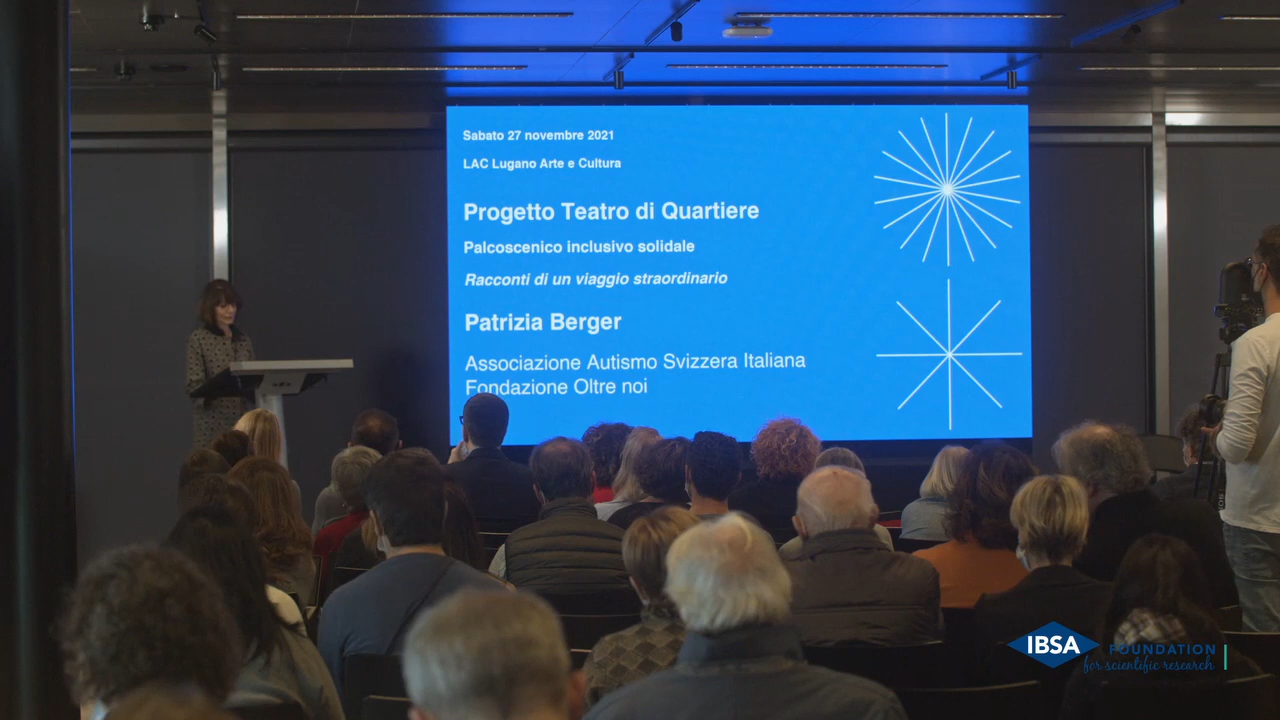 Sabato 27 novembre 2021
LAC Lugano Arte e Cultura
Progetto Teatro di Quartiere
Palcoscenico inclusivo solidale
Racconti di un viaggio straordinario
Patrizia Berger
Associazione Autismo Svizzera Italiana
Fondazione Oltre noi
IBSA FOUNDATION
for scientific research